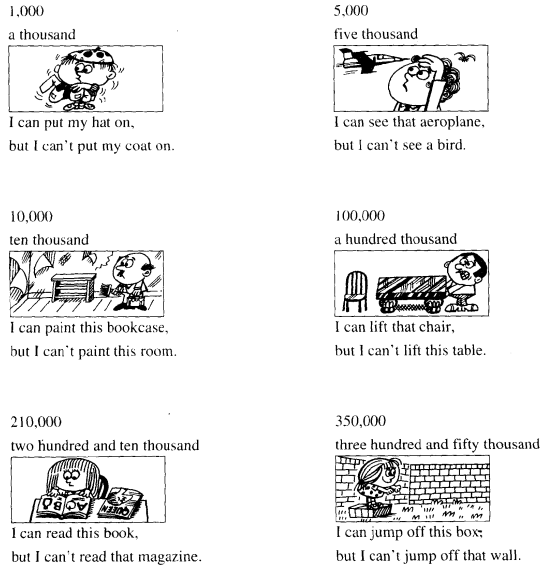 1,000
a thousand
I can put my hat on,
but I can't put my coat on.
5,000
five thousand
I can see that aeroplane,
but I can't see a bird.
10,000
ten thousand
I can paint this bookcase,
but I can't paint this room.
100,000
a hundred thousand
I can lift that chair,
but I can't lift this table.
210,000
two hundred and ten thousand
ABC
QUEEN
I can read this book,
but I can't read that magazine.
350,000
three hundred and fifty thousand
I can jump off this box,
but I can't jump off that wall.